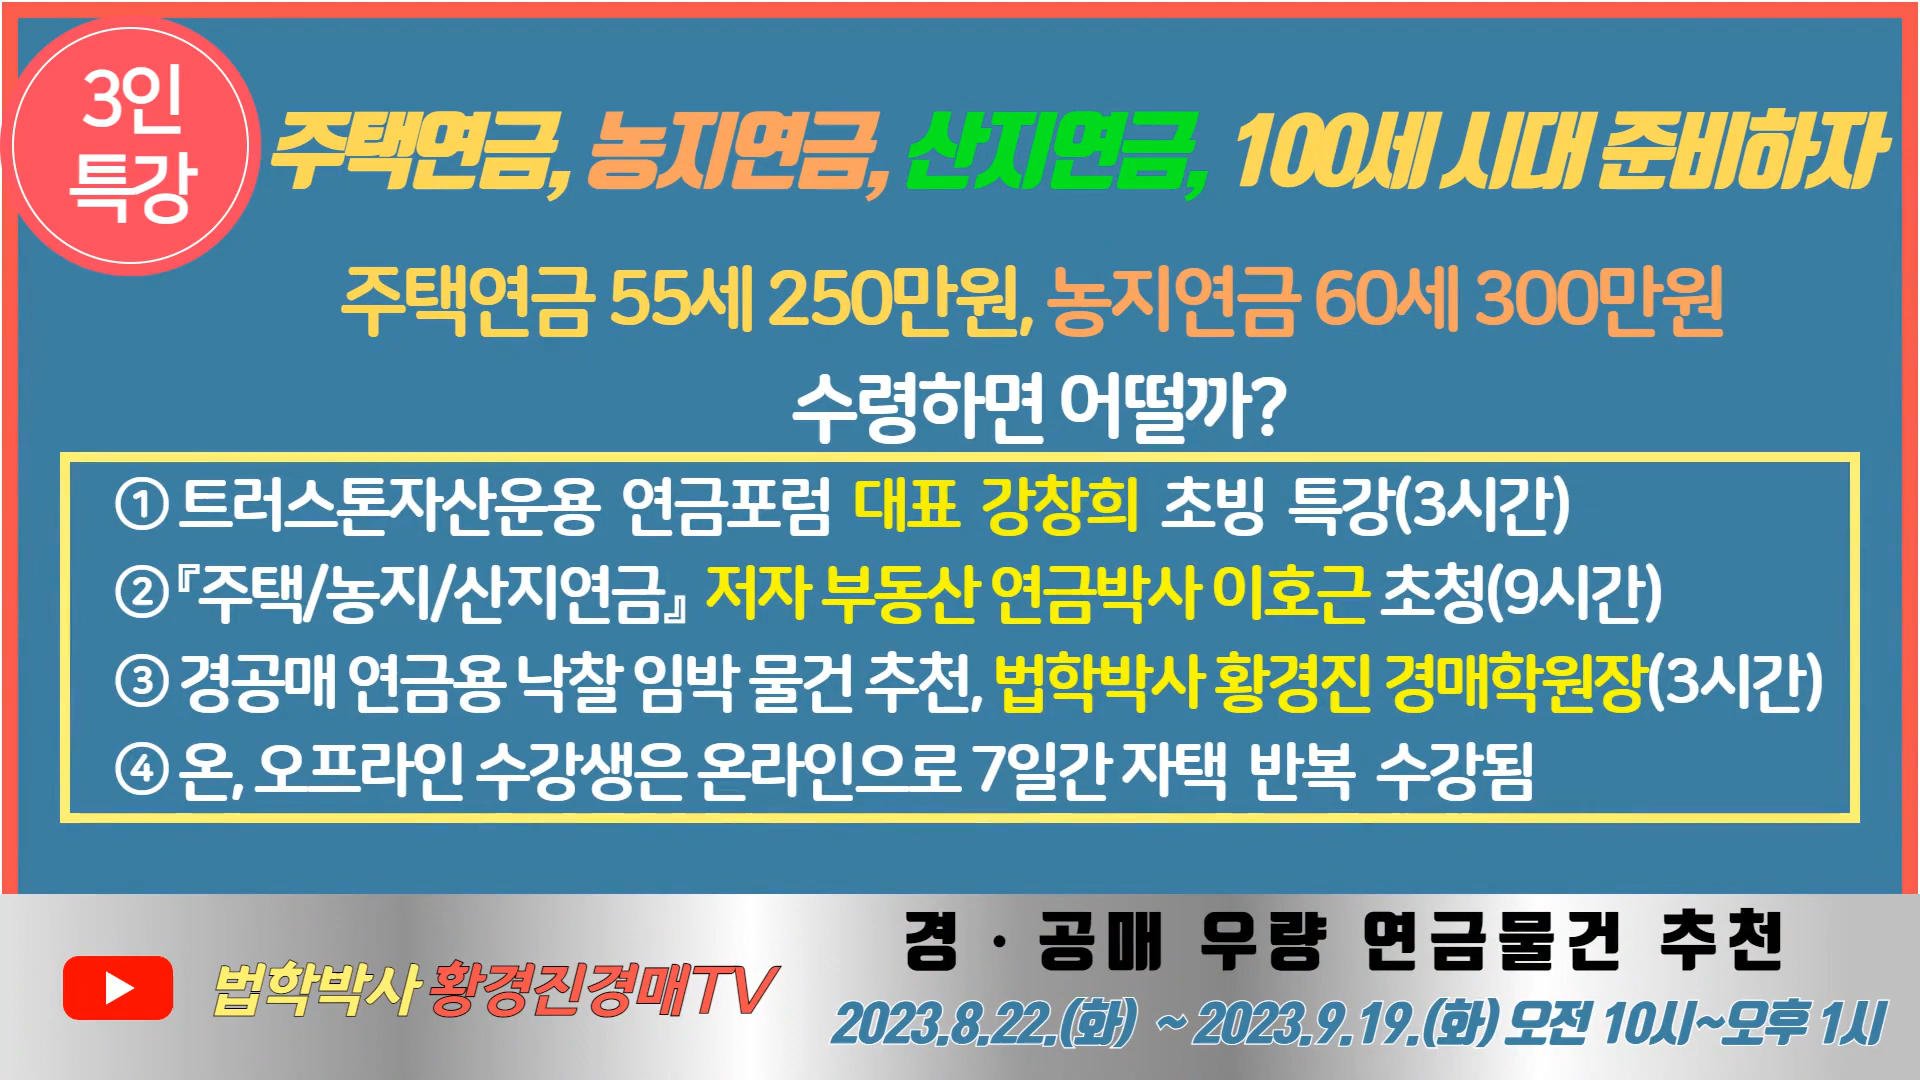 3인
특강
주택연금, 농지연금, 산지연금, 100세 시대 준비하자
주택연금 55세 250만원, 농지연금 60세 300만원
수령하면 어떨까?
① 트러스톤자산운용 연금포럼 대표 강창희 초빙 특강(3시간)
②『주택/농지/산지연금』 저자 부동산 연금박사 이호근 초청(9시간)
③ 경공매 연금용 낙찰 임박 물건 추천, 법학박사 황경진 경매학원장(3시간)
④ 온, 오프라인 수강생은 온라인으로 7일간 자택 반복 수강됨
경 · 공매 우량 연금물건 추천
법학박사 황경진경매TV
2023.8.22.(화) ~ 2023.9.19.(화) 오전 10시~오후 1시